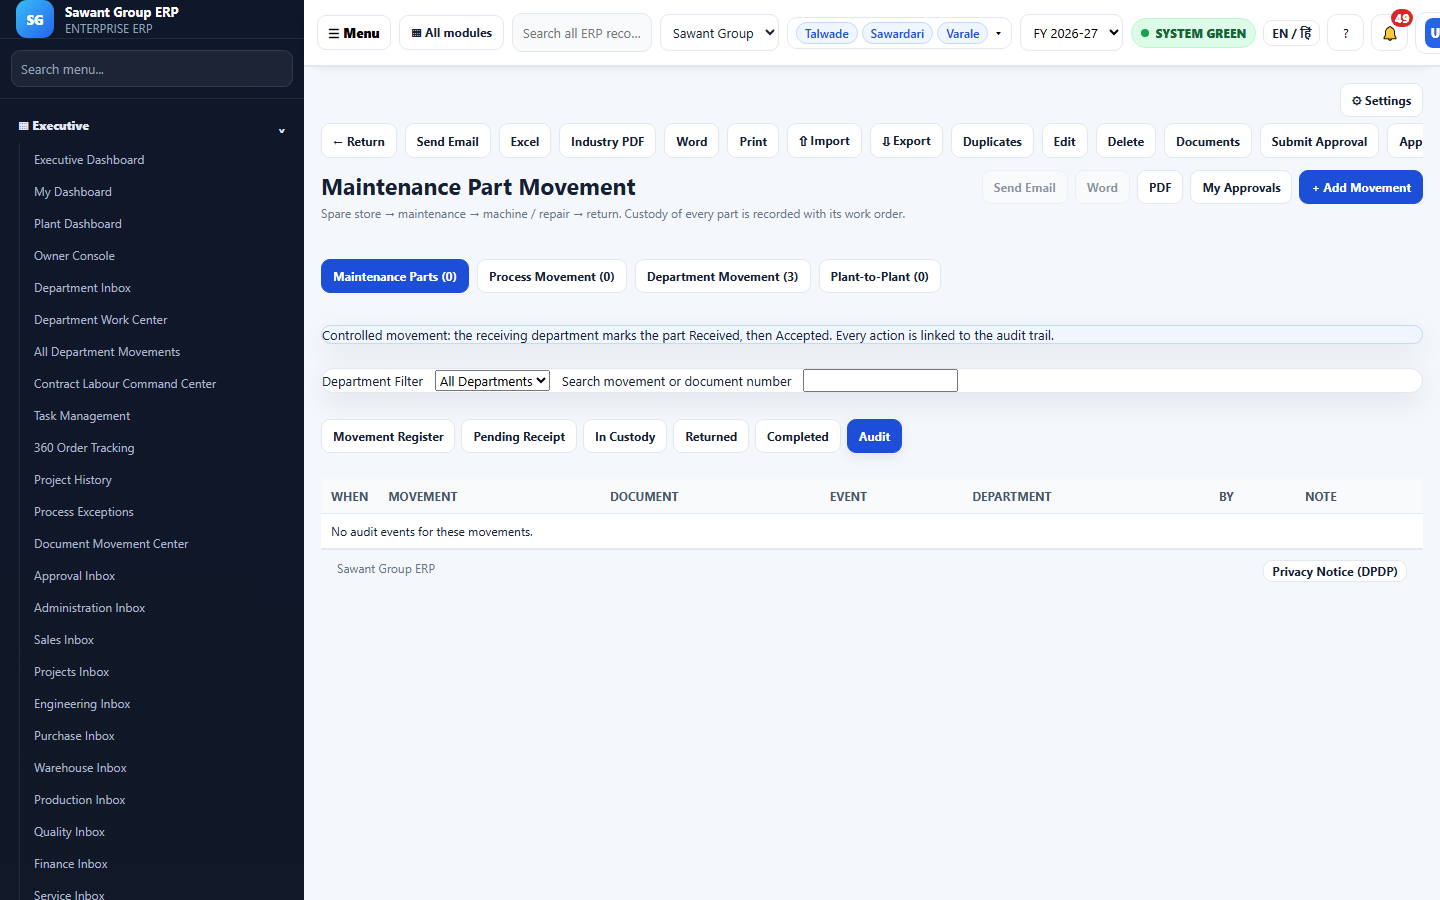 SG
Sawant Group ERP
ENTERPRISE ERP
Search menu...
Executive
Executive Dashboard
My Dashboard
Plant Dashboard
Owner Console
Department Inbox
Department Work Center
All Department Movements
Contract Labour Command Center
Task Management
360 Order Tracking
Project History
Process Exceptions
Document Movement Center
Approval Inbox
Administration Inbox
Sales Inbox
Projects Inbox
Engineering Inbox
Purchase Inbox
Warehouse Inbox
Production Inbox
Quality Inbox
Finance Inbox
Service Inbox
☰ Menu
All modules
Search all ERP reco...
Sawant Group
Talwade
Sawardari
Varale
FY 2026-27
SYSTEM GREEN
EN / हिं
?
49
U
⚙ Settings
← Return
Send Email
Excel
Industry PDF
Word
Print
⇧ Import
⇩ Export
Duplicates
Edit
Delete
Documents
Submit Approval
App
Maintenance Part Movement
Send Email
Word
PDF
My Approvals
+ Add Movement
Spare store → maintenance → machine / repair → return. Custody of every part is recorded with its work order.
Maintenance Parts (0)
Process Movement (0)
Department Movement (3)
Plant-to-Plant (0)
Controlled movement: the receiving department marks the part Received, then Accepted. Every action is linked to the audit trail.
Department Filter
All Departments
Search movement or document number
Movement Register
Pending Receipt
In Custody
Returned
Completed
Audit
WHEN MOVEMENT DOCUMENT EVENT DEPARTMENT BY NOTE
No audit events for these movements.
Sawant Group ERP
Privacy Notice (DPDP)